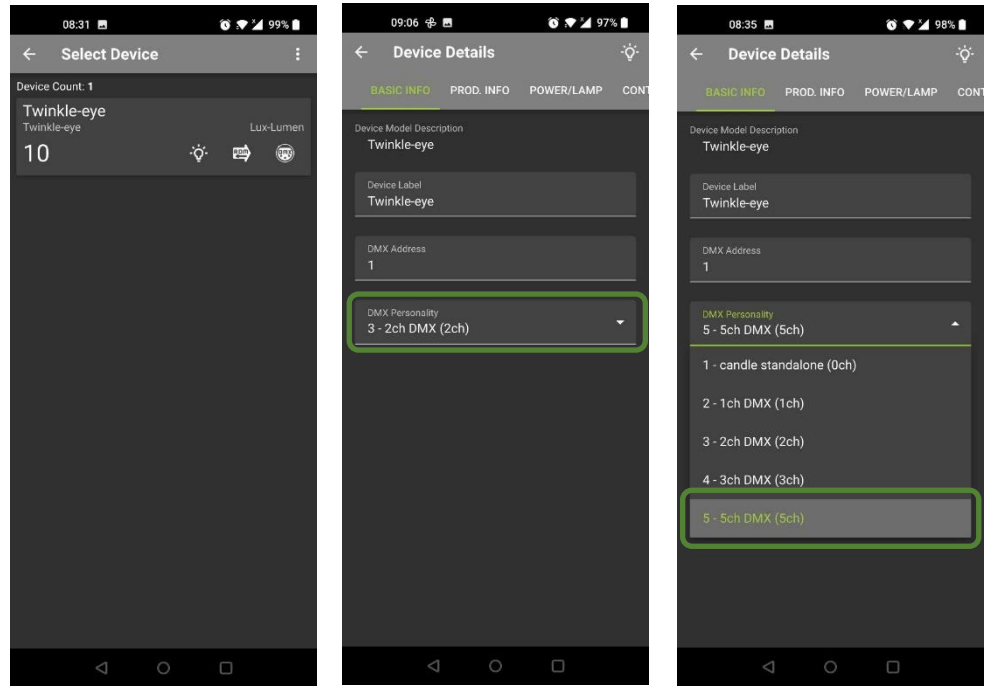 08:31
99%
Select Device
Device Count: 1
Twinkle-eye
Twinkle-eye
Lux-Lumen
10
RDM
DMX
09:06
97%
Device Details
BASIC INFO
PROD. INFO
POWER/LAMP
CONT
Device Model Description
Twinkle-eye
Device Label
Twinkle-eye
DMX Address
1
DMX Personality
3 - 2ch DMX (2ch)
08:35
98%
Device Details
BASIC INFO
PROD. INFO
POWER/LAMP
CONT
Device Model Description
Twinkle-eye
Device Label
Twinkle-eye
DMX Address
1
DMX Personality
5 - 5ch DMX (5ch)
1 - candle standalone (0ch)
2 - 1ch DMX (1ch)
3 - 2ch DMX (2ch)
4 - 3ch DMX (3ch)
5 - 5ch DMX (5ch)